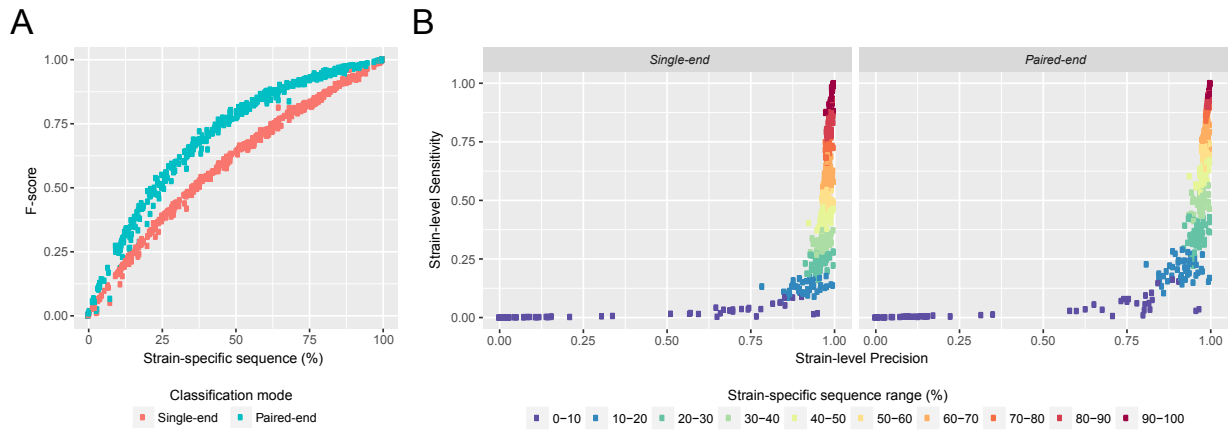 A
F-score
1.00
0.75
0.50
0.25
0.00
0 25 50 75 100
Strain-specific sequence (%)
Classification mode
Single-end Paired-end
B
Single-end Paired-end
Strain-level Sensitivity
1.00
0.75
0.50
0.25
0.00
0.00 0.25 0.50 0.75 1.00 0.00 0.25 0.50 0.75 1.00
Strain-level Precision
Strain-specific sequence range (%)
0−10 10−20 20−30 30−40 40−50 50−60 60−70 70−80 80−90 90−100